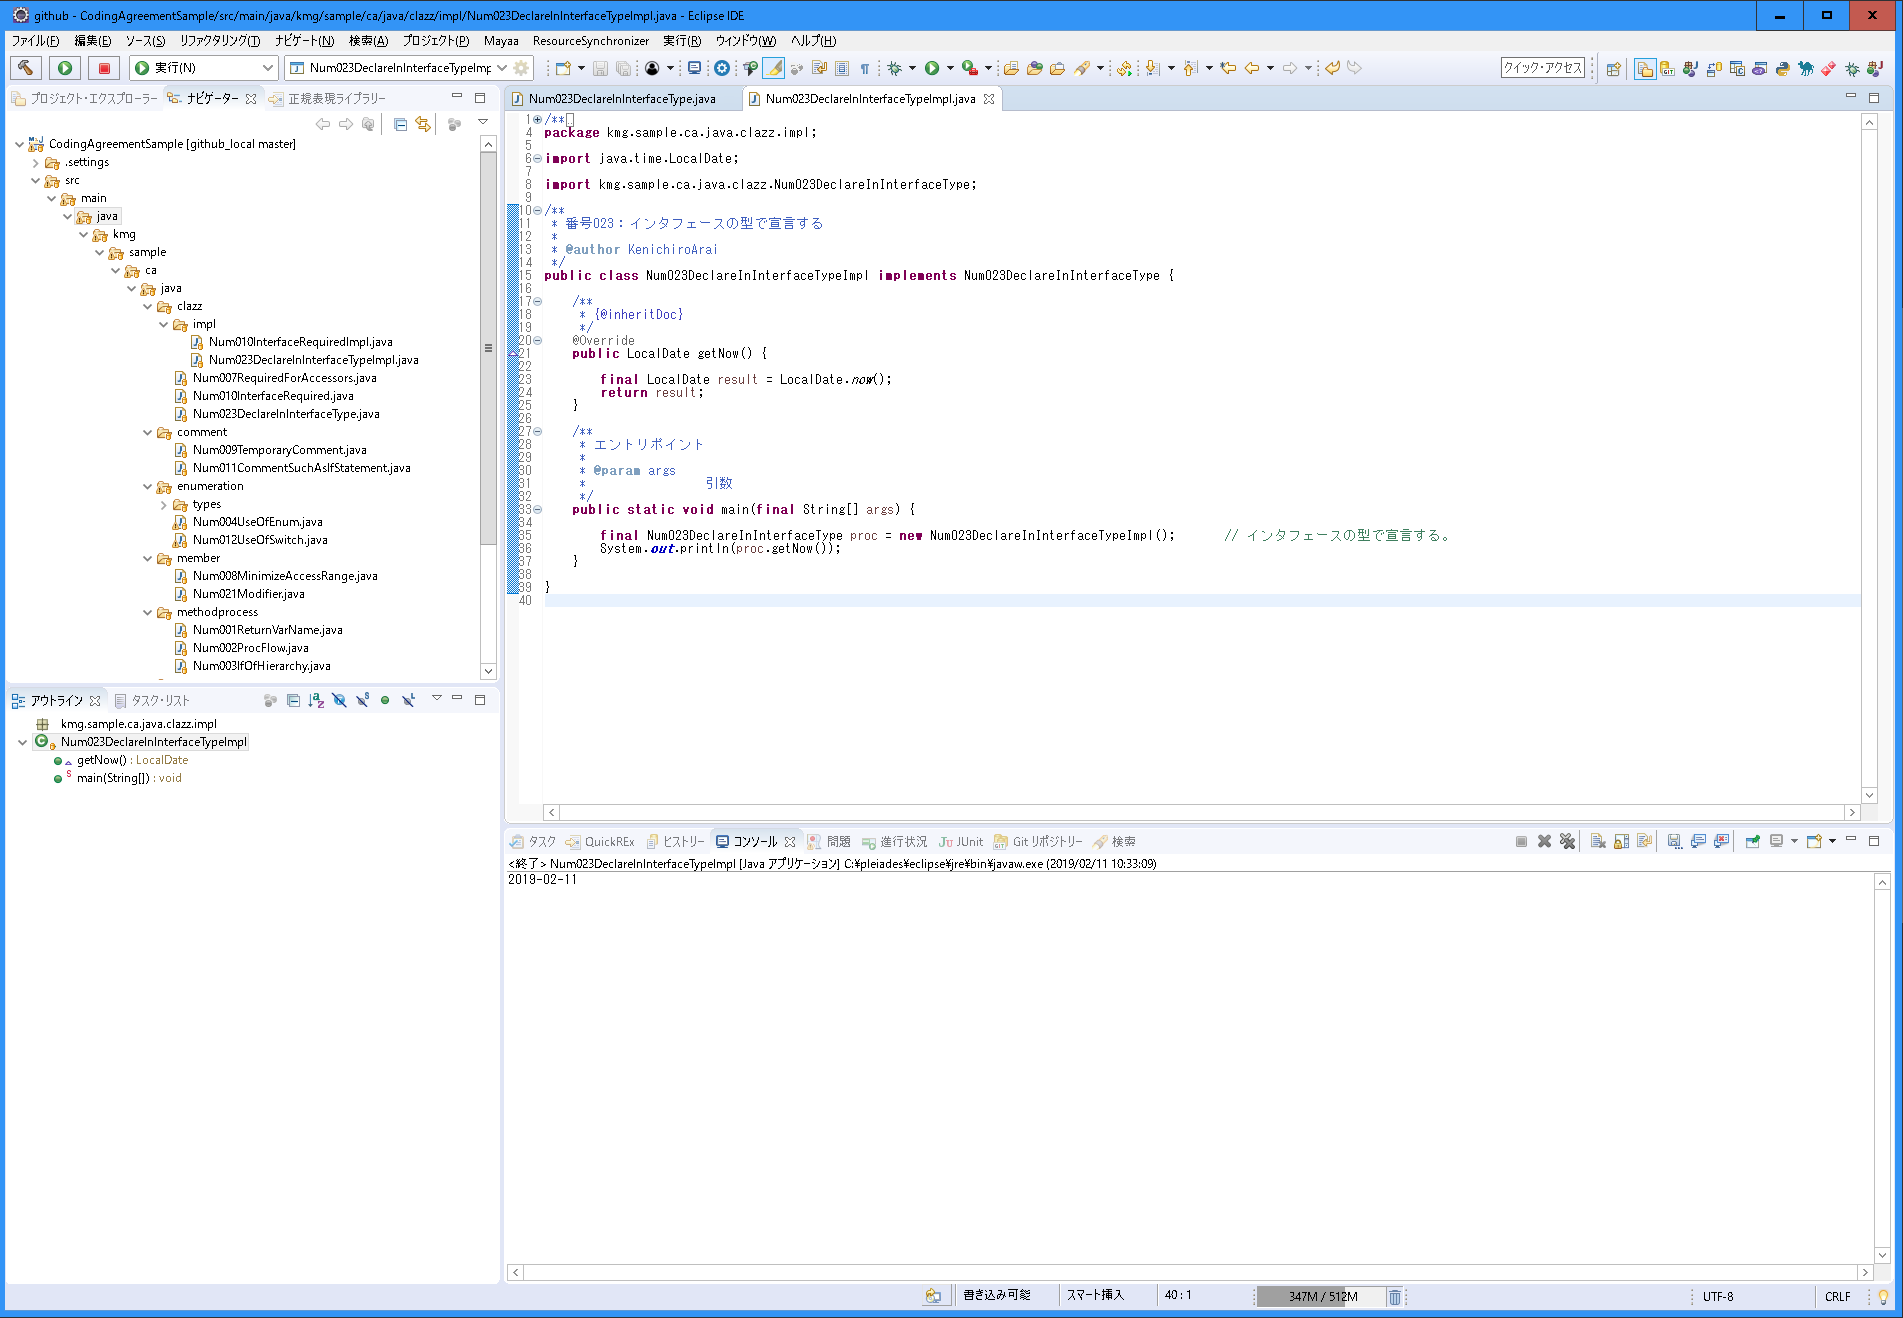 github - CodingAgreementSample/src/main/java/kmg/sample/ca/java/clazz/impl/Num023DeclareInInterfaceTypeImpl.java - Eclipse IDE
ファイル(F) 編集(E) ソース(S) リファクタリング(T) ナビゲート(N) 検索(A) プロジェクト(P) Mayaa ResourceSynchronizer 実行(R) ウィンドウ(W) ヘルプ(H)
実行(N) Num023DeclareInInterfaceTypeImp クイック・アクセス
プロジェクト・エクスプローラー ナビゲーター 正規表現ライブラリー
CodingAgreementSample [github_local master]
.settings
src
main
java
kmg
sample
ca
java
clazz
impl
Num010InterfaceRequiredImpl.java
Num023DeclareInInterfaceTypeImpl.java
Num007RequiredForAccessors.java
Num010InterfaceRequired.java
Num023DeclareInInterfaceType.java
comment
Num009TemporaryComment.java
Num011CommentSuchAsIfStatement.java
enumeration
types
Num004UseOfEnum.java
Num012UseOfSwitch.java
member
Num008MinimizeAccessRange.java
Num021Modifier.java
methodprocess
Num001ReturnVarName.java
Num002ProcFlow.java
Num003IfOfHierarchy.java
アウトライン タスク・リスト
kmg.sample.ca.java.clazz.impl
Num023DeclareInInterfaceTypeImpl
getNow() : LocalDate
main(String[]) : void
Num023DeclareInInterfaceType.java Num023DeclareInInterfaceTypeImpl.java
1 /**
4 package kmg.sample.ca.java.clazz.impl;
5
6 import java.time.LocalDate;
7
8 import kmg.sample.ca.java.clazz.Num023DeclareInInterfaceType;
9
10 /**
11 * 番号023：インタフェースの型で宣言する
12 *
13 * @author KenichiroArai
14 */
15 public class Num023DeclareInInterfaceTypeImpl implements Num023DeclareInInterfaceType {
16
17 /**
18 * {@inheritDoc}
19 */
20 @Override
21 public LocalDate getNow() {
22
23 final LocalDate result = LocalDate.now();
24 return result;
25 }
26
27 /**
28 * エントリポイント
29 *
30 * @param args
31 * 引数
32 */
33 public static void main(final String[] args) {
34
35 final Num023DeclareInInterfaceType proc = new Num023DeclareInInterfaceTypeImpl(); // インタフェースの型で宣言する。
36 System.out.println(proc.getNow());
37 }
38
39 }
40
タスク QuickREx ヒストリー コンソール 問題 進行状況 JUnit Git リポジトリー 検索
<終了> Num023DeclareInInterfaceTypeImpl [Java アプリケーション] C:¥pleiades¥eclipse¥jre¥bin¥javaw.exe (2019/02/11 10:33:09)
2019-02-11
書き込み可能 スマート挿入 40 : 1 347M / 512M UTF-8 CRLF